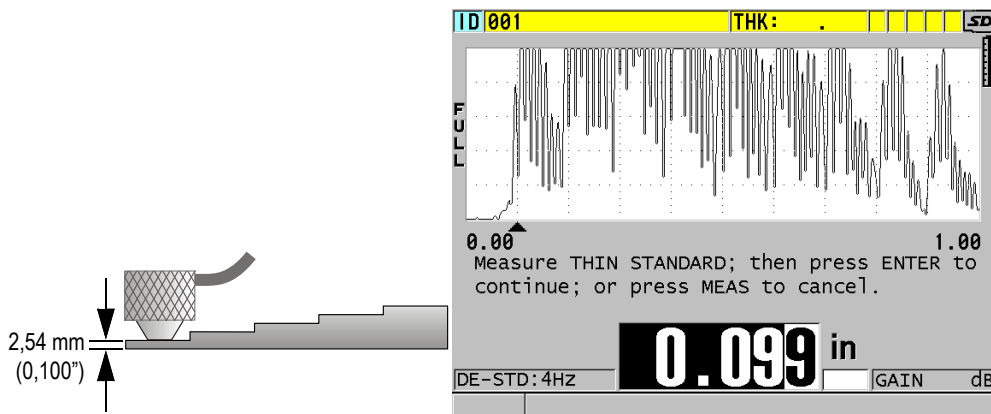 2,54 mm
(0,100”)
ID 001 THK: . SD
FULL
0.00 1.00
Measure THIN STANDARD; then press ENTER to
continue; or press MEAS to cancel.
0.099 in
DE-STD:4Hz GAIN dB